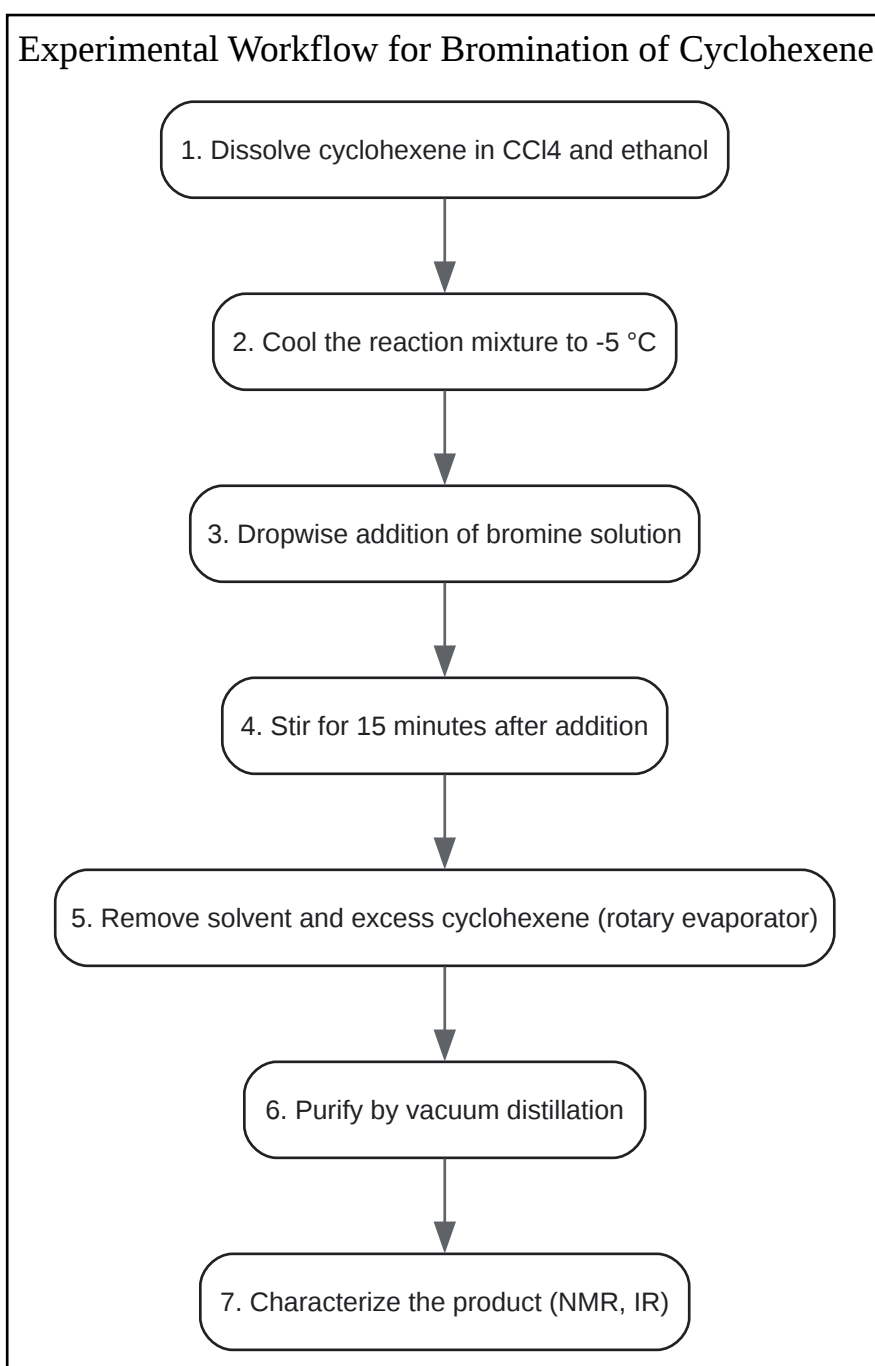 Experimental Workflow for Bromination of Cyclohexene
1. Dissolve cyclohexene in CCl4 and ethanol
2. Cool the reaction mixture to -5 °C
3. Dropwise addition of bromine solution
4. Stir for 15 minutes after addition
5. Remove solvent and excess cyclohexene (rotary evaporator)
6. Purify by vacuum distillation
7. Characterize the product (NMR, IR)